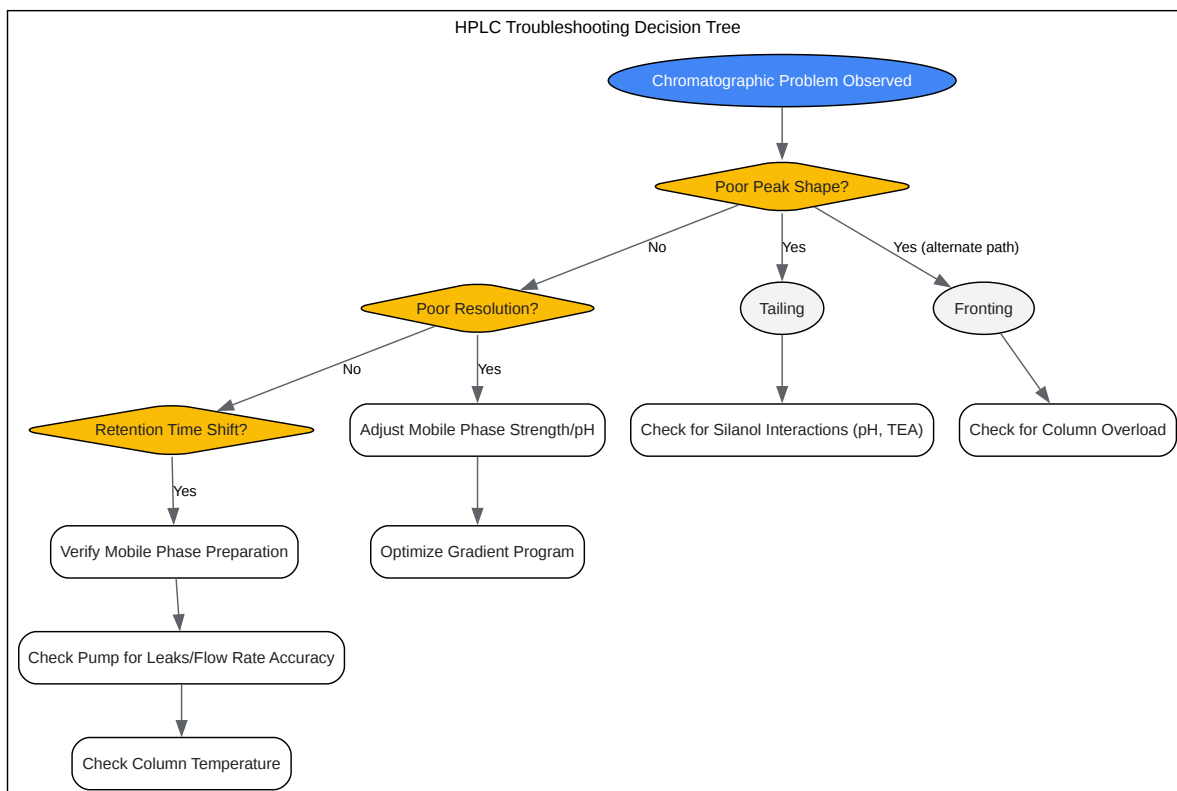 HPLC Troubleshooting Decision Tree
Chromatographic Problem Observed
Poor Peak Shape?
No
Yes
Yes (alternate path)
Poor Resolution?
Tailing
Fronting
No
Yes
Retention Time Shift?
Adjust Mobile Phase Strength/pH
Check for Silanol Interactions (pH, TEA)
Check for Column Overload
Yes
Verify Mobile Phase Preparation
Optimize Gradient Program
Check Pump for Leaks/Flow Rate Accuracy
Check Column Temperature